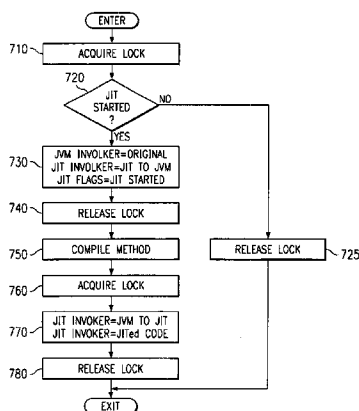 ENTER
710
ACQUIRE LOCK
720
JIT
STARTED
?
NO
YES
730
JVM INVOLKER=ORIGINAL
JIT INVOLKER=JIT TO JVM
JIT FLAGS=JIT STARTED
740
RELEASE LOCK
750
COMPILE METHOD
RELEASE LOCK
725
760
ACQUIRE LOCK
770
JIT INVOKER=JVM TO JIT
JIT INVOKER=JITed CODE
780
RELEASE LOCK
EXIT